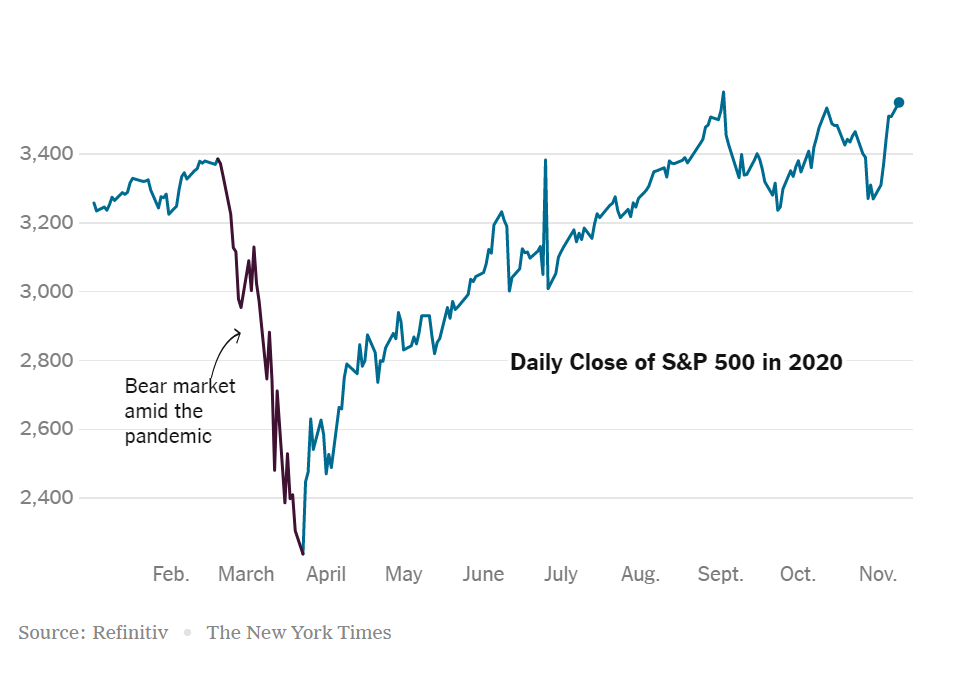 3,400
3,200
3,000
2,800
2,600
2,400
Daily Close of S&P 500 in 2020
Bear market
amid the
pandemic
Feb. March April May June July Aug. Sept. Oct. Nov.
Source: Refinitiv • The New York Times